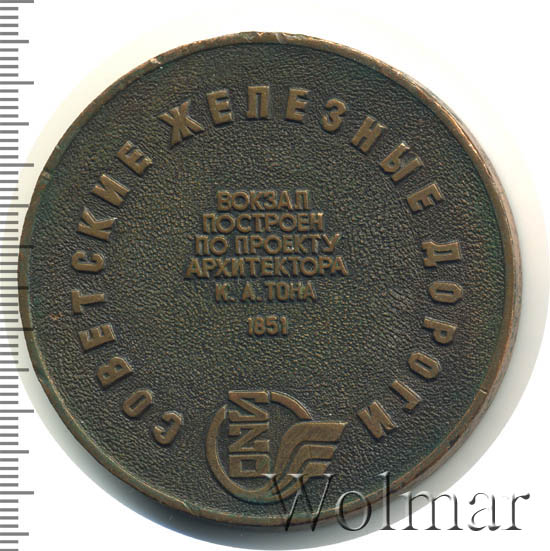 СОВЕТСКИЕ ЖЕЛЕЗНЫЕ ДОРОГИ
ВОКЗАЛ
ПОСТРОЕН
ПО ПРОЕКТУ
АРХИТЕКТОРА
К. А. ТОНА
1851
Wolmar